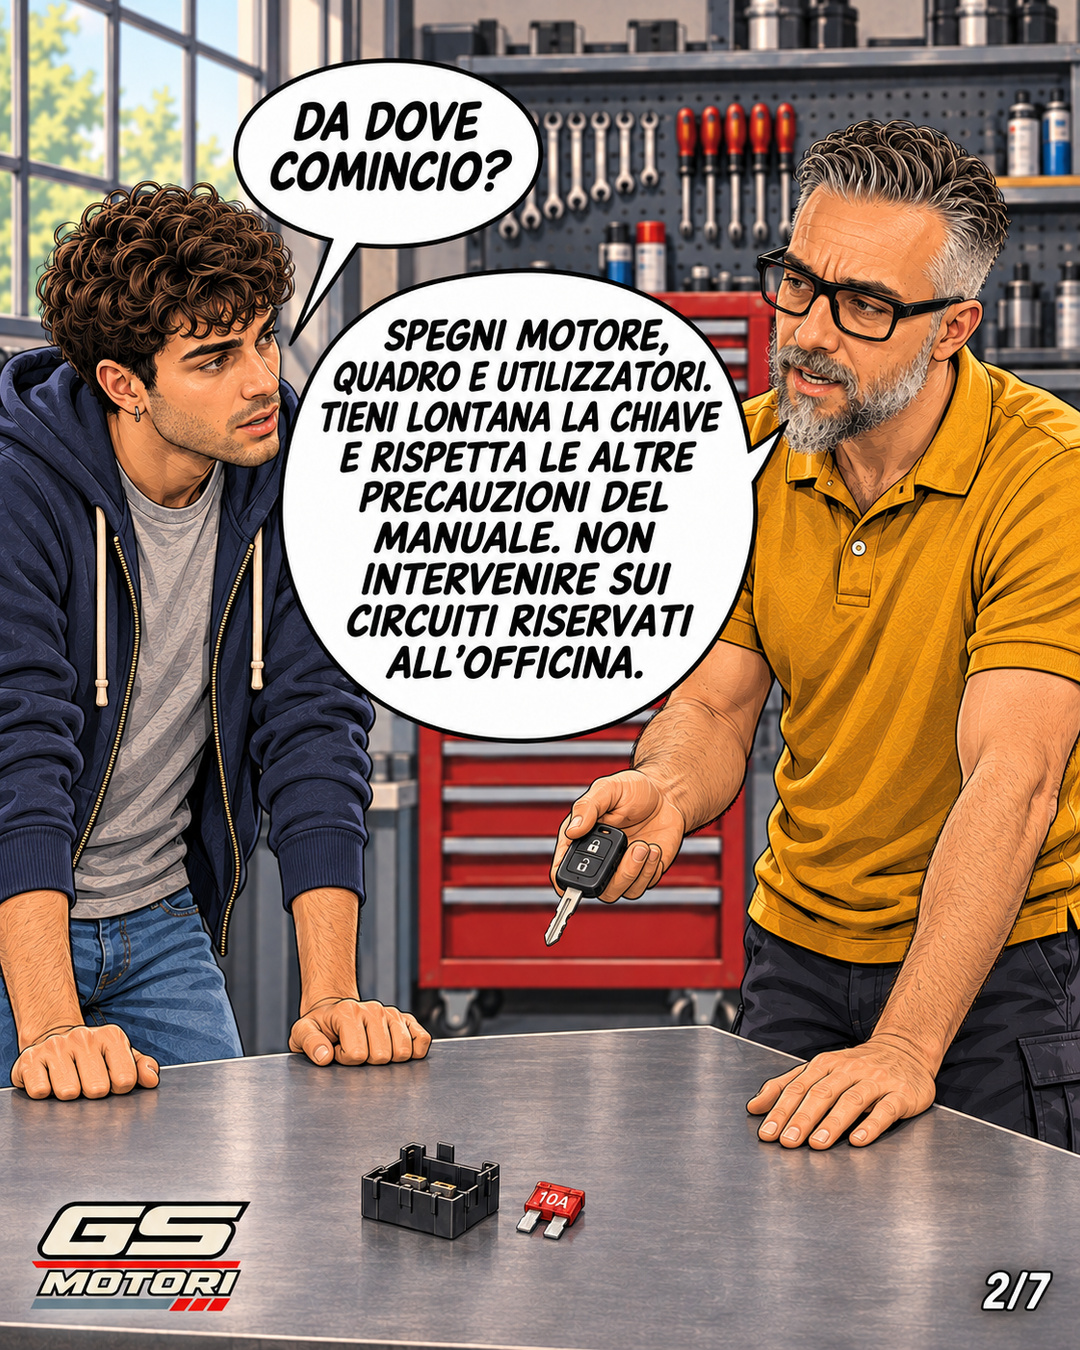 DA DOVE
COMINCIO?
SPEGNI MOTORE,
QUADRO E UTILIZZATORI.
TIENI LONTANA LA CHIAVE
E RISPETTA LE ALTRE
PRECAUZIONI DEL
MANUALE. NON
INTERVENIRE SUI
CIRCUITI RISERVATI
ALL'OFFICINA.
10A
GS
MOTORI
2/7